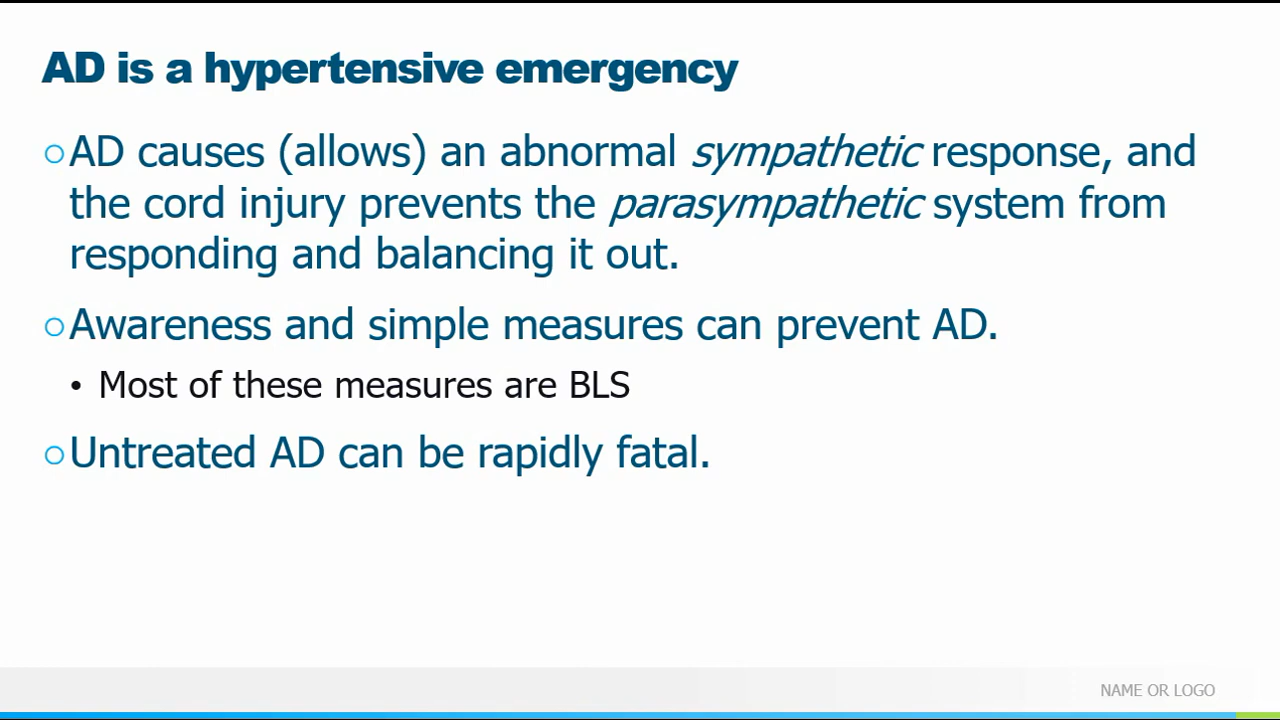 AD is a hypertensive emergency
○AD causes (allows) an abnormal sympathetic response, and
the cord injury prevents the parasympathetic system from
responding and balancing it out.
○Awareness and simple measures can prevent AD.
• Most of these measures are BLS
○Untreated AD can be rapidly fatal.
NAME OR LOGO